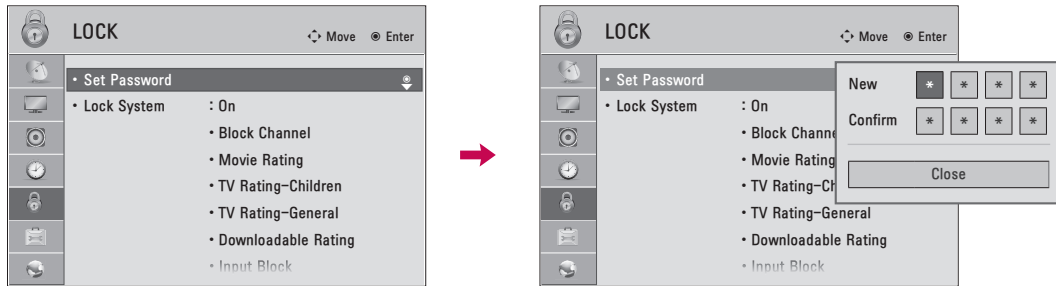 LOCK
Move Enter
• Set Password
• Lock System : On
• Block Channel
• Movie Rating
• TV Rating-Children
• TV Rating-General
• Downloadable Rating
• Input Block
LOCK
Move Enter
• Set Password
• Lock System : On
• Block Channe
• Movie Rating
• TV Rating-Ch
• TV Rating-General
• Downloadable Rating
• Input Block
New * * * *
Confirm * * * *
Close